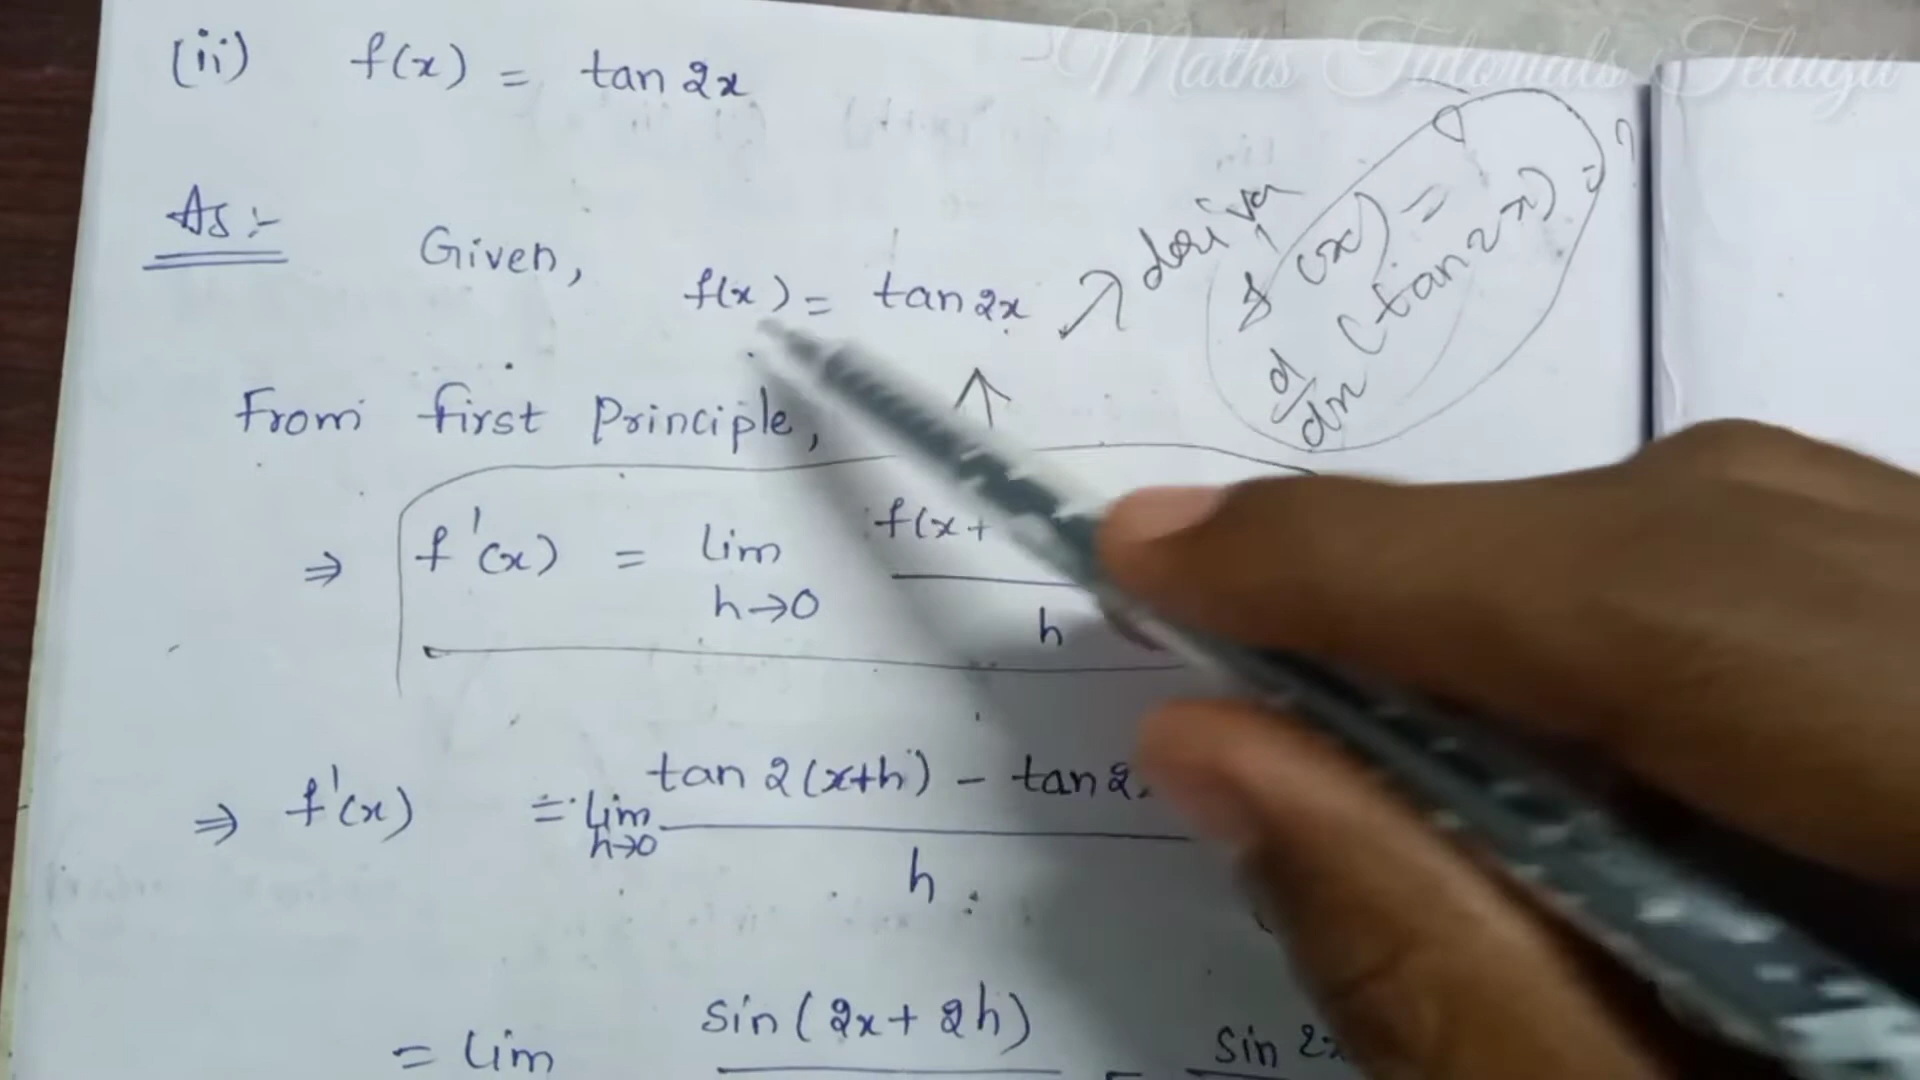 Maths Tutorials Telugu
(ii) f(x) = tan 2x
As :-
Given,
f(x) = tan 2x
f'(x) =
d/dx (tan 2x) = ?
From first Principle,
⇒ f'(x) = lim h→0 f(x+ / h
⇒ f'(x) = lim h→0 tan 2(x+h) - tan 2 / h
= lim sin(2x + 2h) - sin 2x